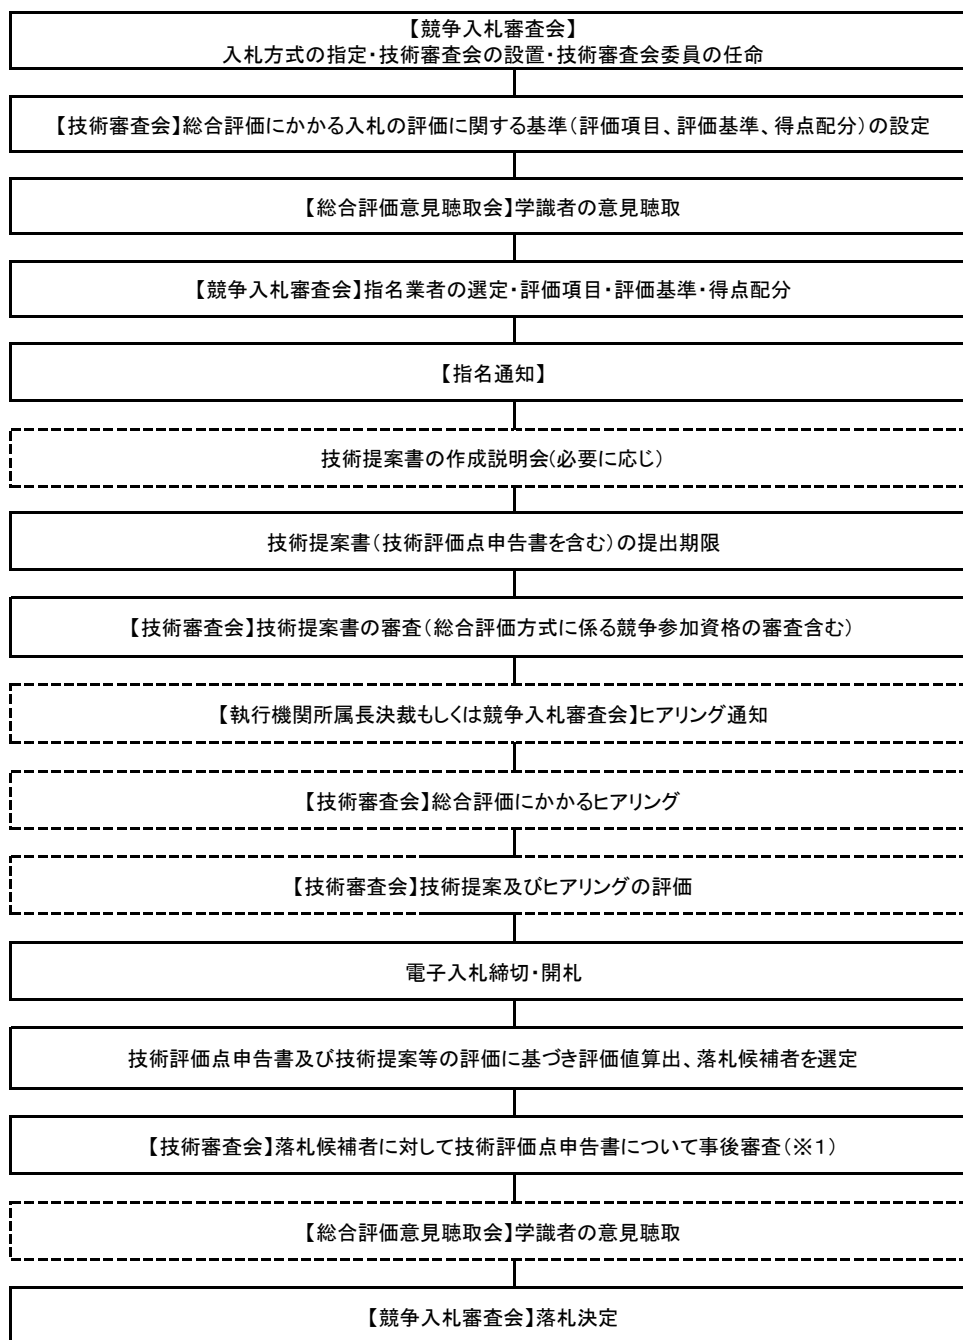 【競争入札審査会】
入札方式の指定・技術審査会の設置・技術審査会委員の任命
【技術審査会】総合評価にかかる入札の評価に関する基準(評価項目、評価基準、得点配分)の設定
【総合評価意見聴取会】学識者の意見聴取
【競争入札審査会】指名業者の選定・評価項目・評価基準・得点配分
【指名通知】
技術提案書の作成説明会(必要に応じ)
技術提案書(技術評価点申告書を含む)の提出期限
【技術審査会】技術提案書の審査(総合評価方式に係る競争参加資格の審査含む)
【執行機関所属長決裁もしくは競争入札審査会】ヒアリング通知
【技術審査会】総合評価にかかるヒアリング
【技術審査会】技術提案及びヒアリングの評価
電子入札締切・開札
技術評価点申告書及び技術提案等の評価に基づき評価値算出、落札候補者を選定
【技術審査会】落札候補者に対して技術評価点申告書について事後審査(※1)
【総合評価意見聴取会】学識者の意見聴取
【競争入札審査会】落札決定